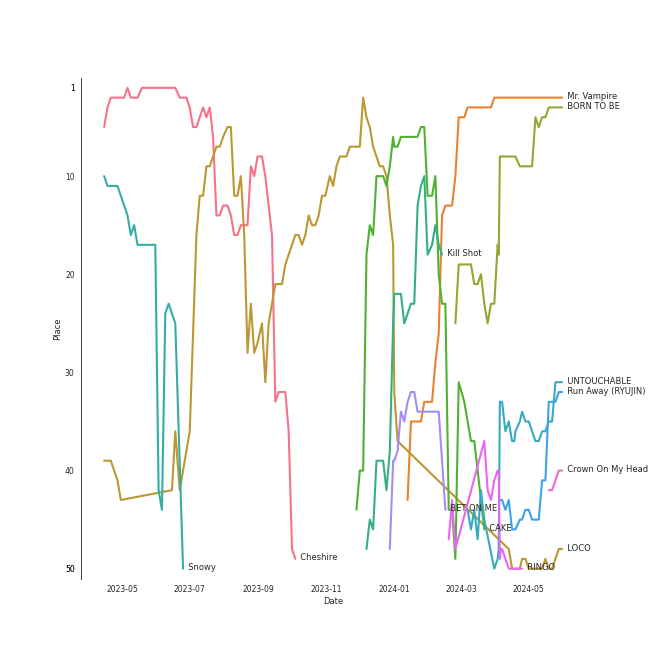 1
Mr. Vampire
BORN TO BE
10
Kill Shot
20
Place
30
UNTOUCHABLE
Run Away (RYUJIN)
40
Crown On My Head
BET ON ME
CAKE
LOCO
Cheshire
50
Snowy
RINGO
2023-05
2023-07
2023-09
2023-11
2024-01
2024-03
2024-05
Date